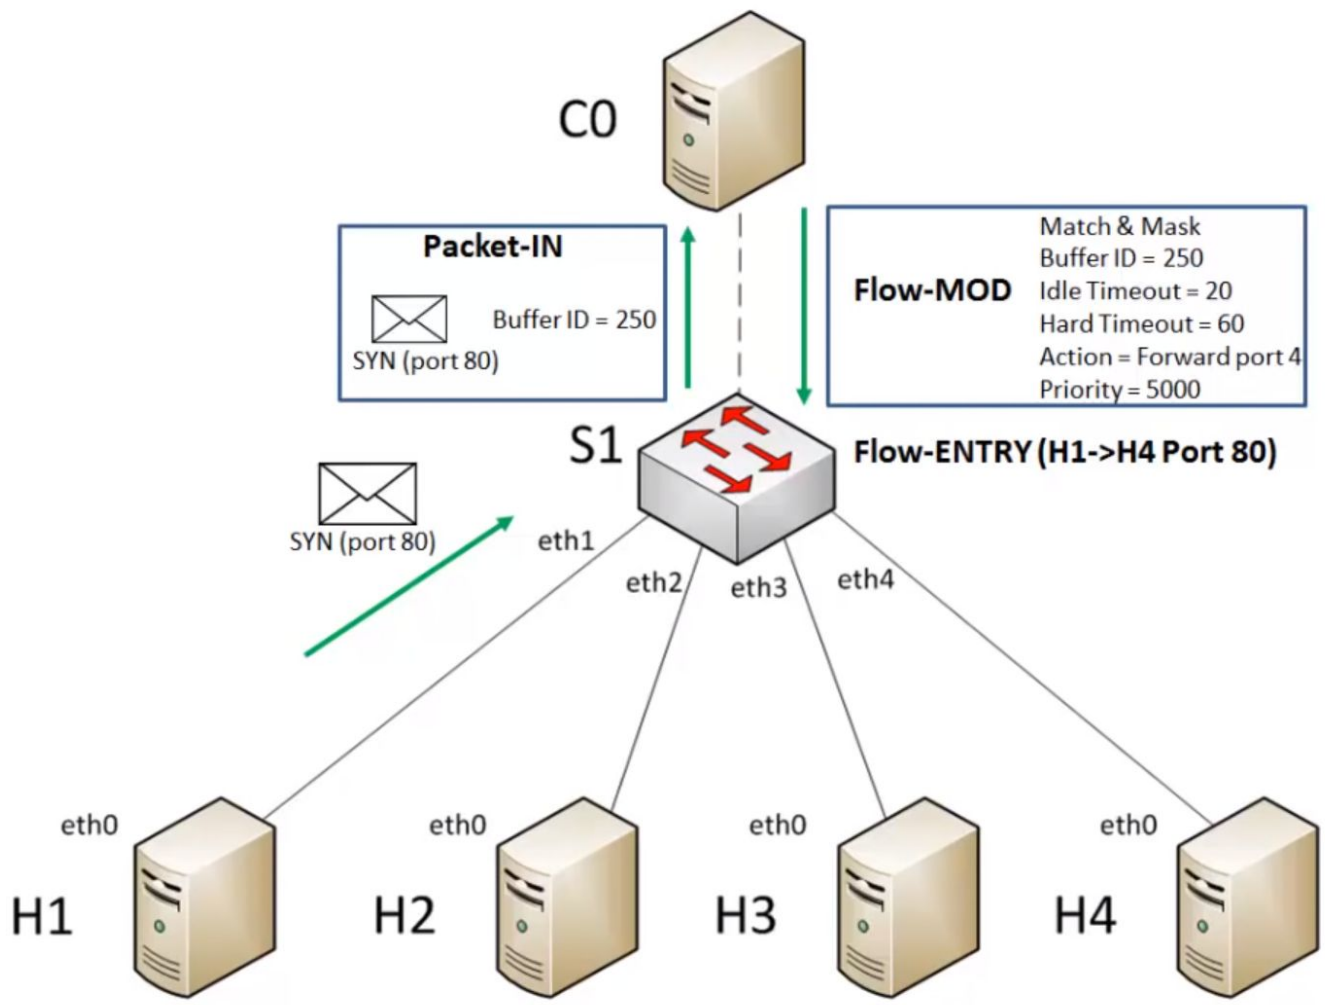 C0
Packet-IN
Buffer ID = 250
SYN (port 80)
Flow-MOD
Match & Mask
Buffer ID = 250
Idle Timeout = 20
Hard Timeout = 60
Action = Forward port 4
Priority = 5000
S1
Flow-ENTRY (H1->H4 Port 80)
SYN (port 80)
eth1
eth2
eth3
eth4
eth0
eth0
eth0
eth0
H1
H2
H3
H4